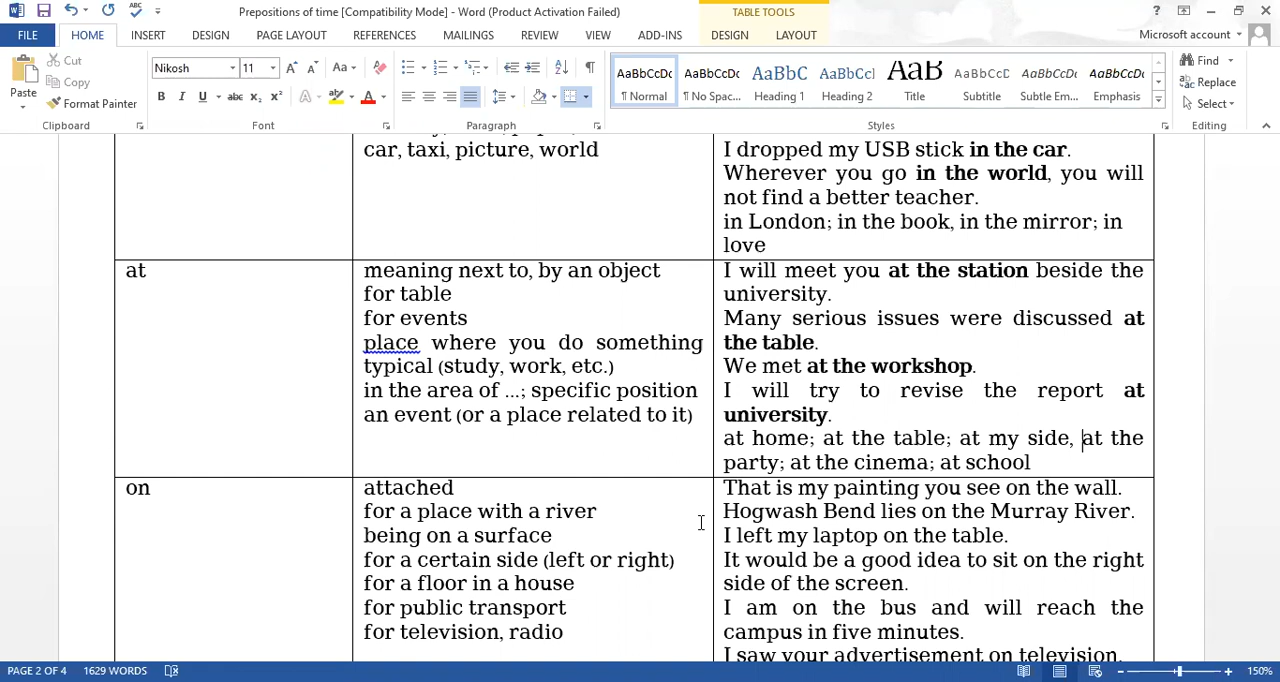 Prepositions of time [Compatibility Mode] - Word (Product Activation Failed)
TABLE TOOLS
FILE HOME INSERT DESIGN PAGE LAYOUT REFERENCES MAILINGS REVIEW VIEW ADD-INS DESIGN LAYOUT Microsoft account
Cut
Copy
Format Painter
Paste
Clipboard
Nikosh 11
Font
Paragraph
AaBbCcDc AaBbCcDc AaBbC AaBbCcl AaB AaBbCcD AaBbCcDc AaBbCcDc
¶ Normal ¶ No Spac... Heading 1 Heading 2 Title Subtitle Subtle Em... Emphasis
Styles
Find
Replace
Select
Editing
car, taxi, picture, world
I dropped my USB stick in the car.
Wherever you go in the world, you will
not find a better teacher.
in London; in the book, in the mirror; in
love
at
meaning next to, by an object
for table
for events
place where you do something
typical (study, work, etc.)
in the area of ...; specific position
an event (or a place related to it)
I will meet you at the station beside the
university.
Many serious issues were discussed at
the table.
We met at the workshop.
I will try to revise the report at
university.
at home; at the table; at my side, at the
party; at the cinema; at school
on
attached
for a place with a river
being on a surface
for a certain side (left or right)
for a floor in a house
for public transport
for television, radio
That is my painting you see on the wall.
Hogwash Bend lies on the Murray River.
I left my laptop on the table.
It would be a good idea to sit on the right
side of the screen.
I am on the bus and will reach the
campus in five minutes.
I saw your advertisement on television.
PAGE 2 OF 4 1629 WORDS 150%